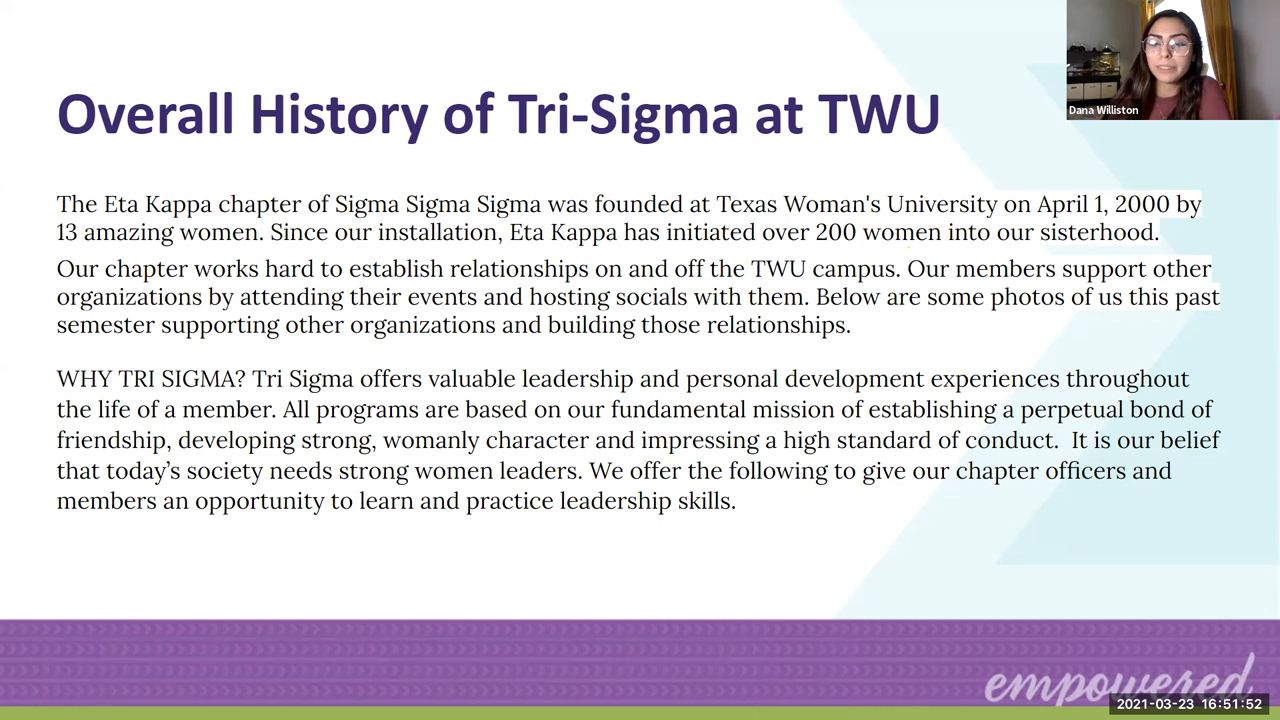 Overall History of Tri-Sigma at TWU
Dana Williston
The Eta Kappa chapter of Sigma Sigma Sigma was founded at Texas Woman's University on April 1, 2000 by
13 amazing women. Since our installation, Eta Kappa has initiated over 200 women into our sisterhood.
Our chapter works hard to establish relationships on and off the TWU campus. Our members support other
organizations by attending their events and hosting socials with them. Below are some photos of us this past
semester supporting other organizations and building those relationships.
WHY TRI SIGMA? Tri Sigma offers valuable leadership and personal development experiences throughout
the life of a member. All programs are based on our fundamental mission of establishing a perpetual bond of
friendship, developing strong, womanly character and impressing a high standard of conduct.  It is our belief
that today’s society needs strong women leaders. We offer the following to give our chapter officers and
members an opportunity to learn and practice leadership skills.
empowered
2021-03-23 16:51:52